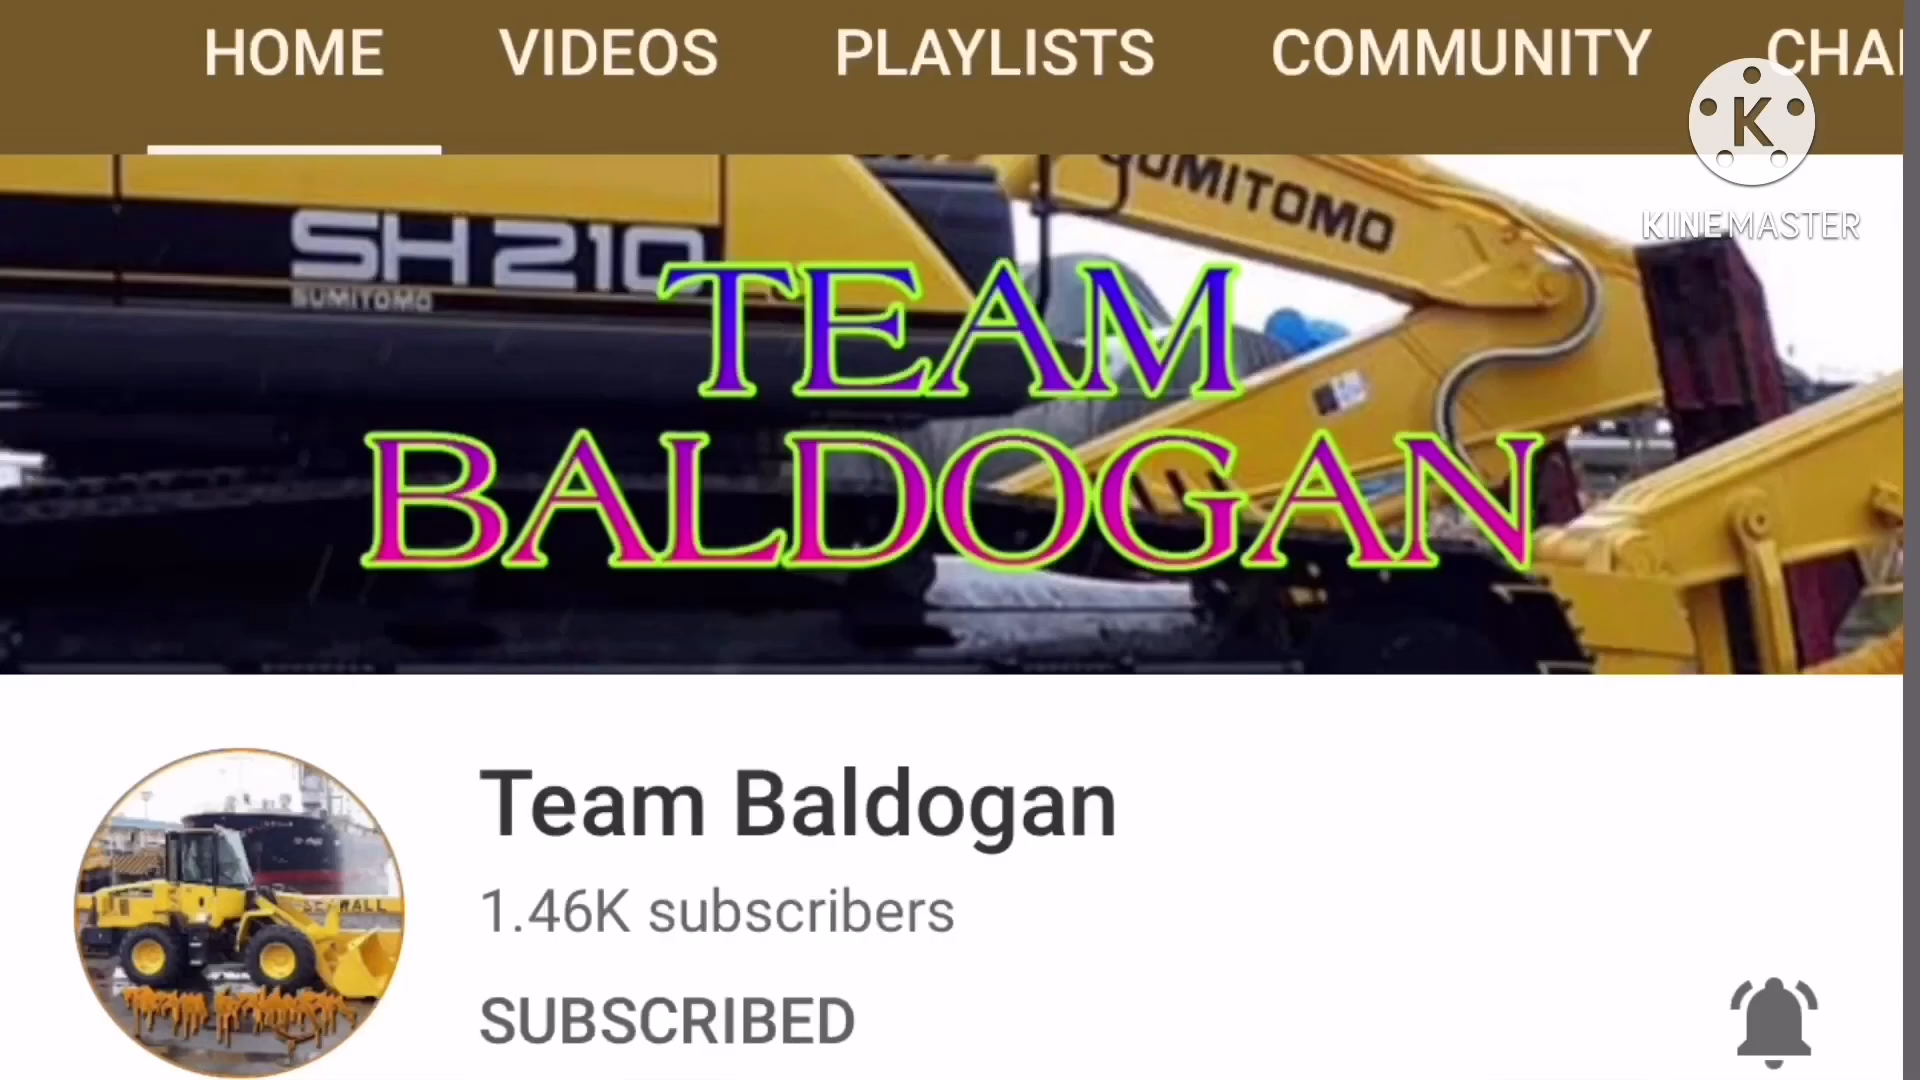 HOME VIDEOS PLAYLISTS COMMUNITY CHA
K
KINEMASTER
SUMITOMO
SH210
SUMITOMO
TEAM
BALDOGAN
Team Baldogan
1.46K subscribers
SUBSCRIBED